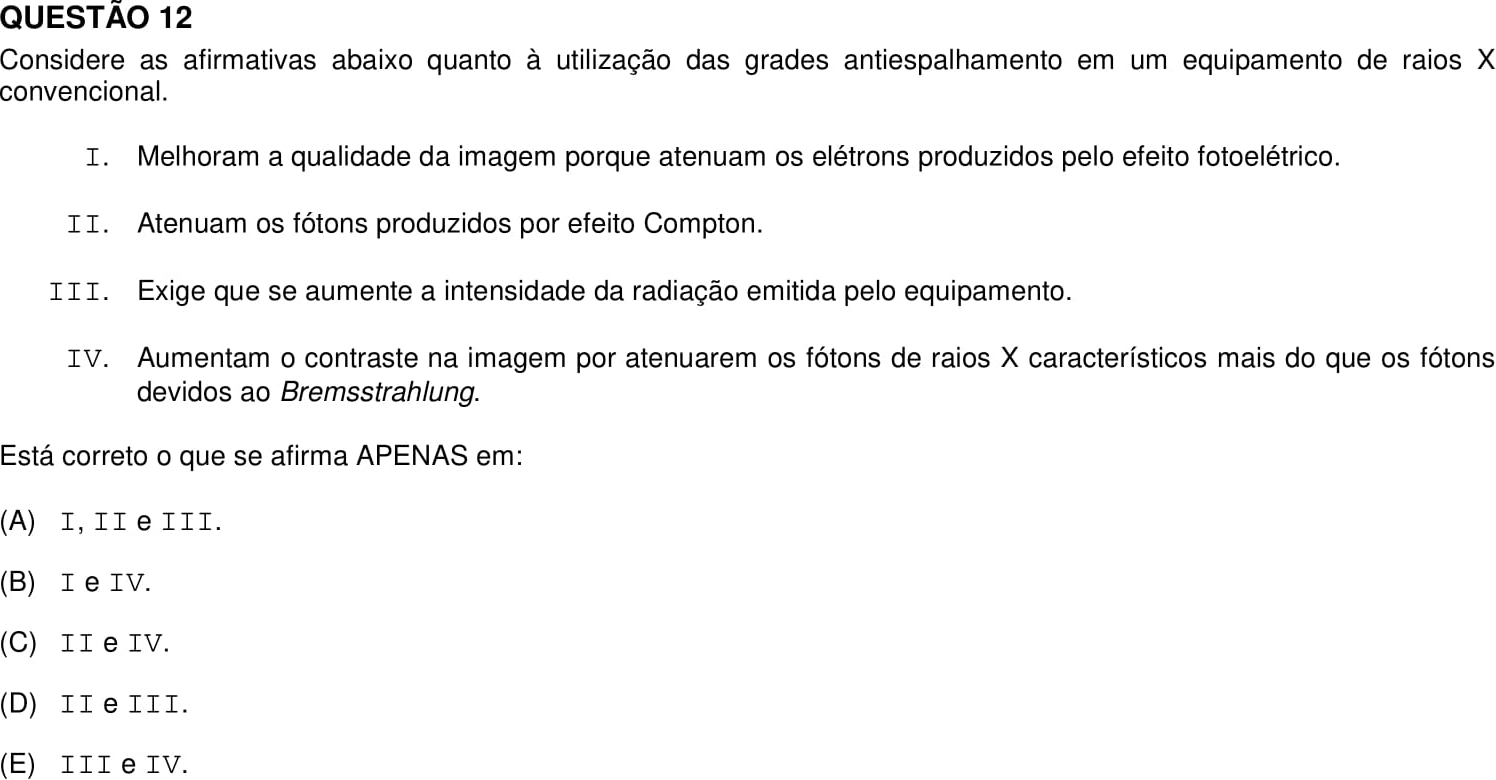 QUESTÃO 12
Considere as afirmativas abaixo quanto à utilização das grades antiespalhamento em um equipamento de raios X
convencional.
I. Melhoram a qualidade da imagem porque atenuam os elétrons produzidos pelo efeito fotoelétrico.
II. Atenuam os fótons produzidos por efeito Compton.
III. Exige que se aumente a intensidade da radiação emitida pelo equipamento.
IV. Aumentam o contraste na imagem por atenuarem os fótons de raios X característicos mais do que os fótons
devidos ao Bremsstrahlung.
Está correto o que se afirma APENAS em:
(A) I, II e III.
(B) I e IV.
(C) II e IV.
(D) II e III.
(E) III e IV.